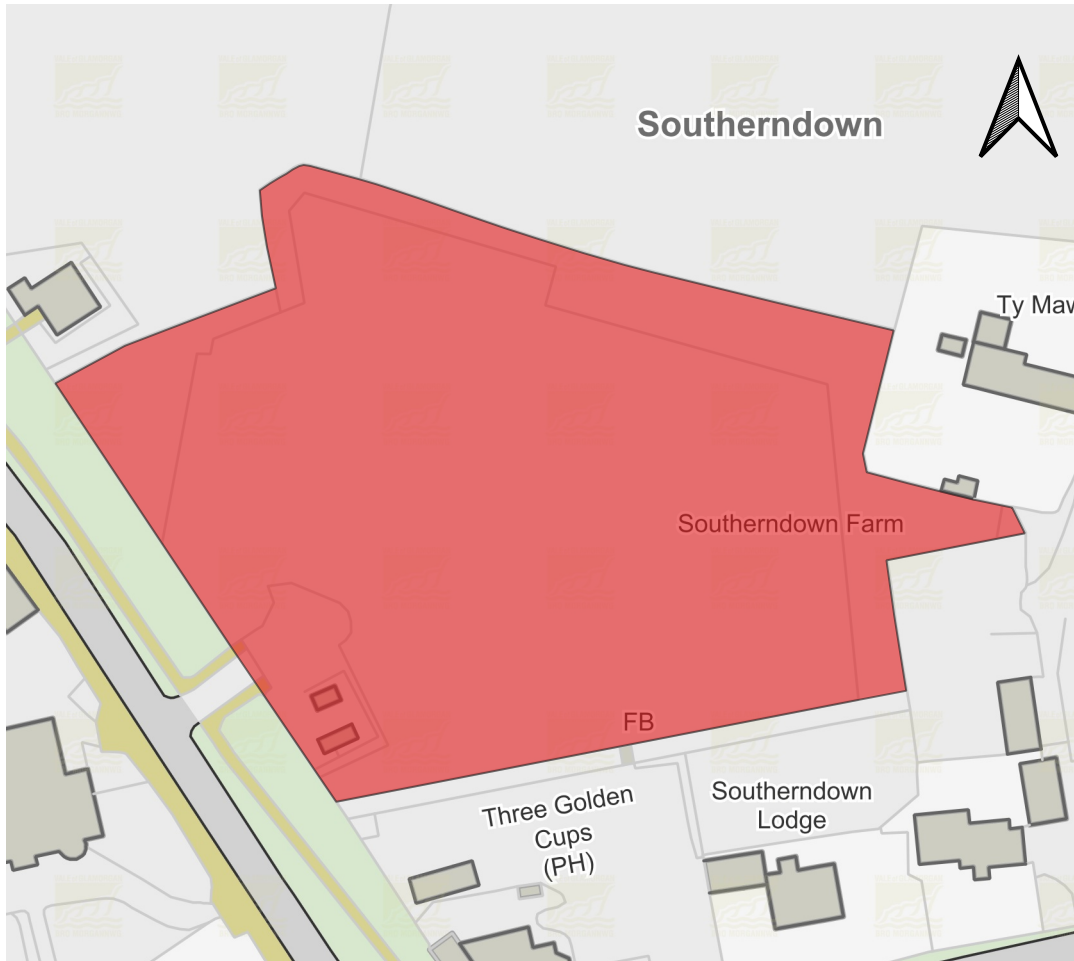 Southerndown
Ty Maw
Southerndown Farm
FB
Three Golden
Cups
(PH)
Southerndown
Lodge